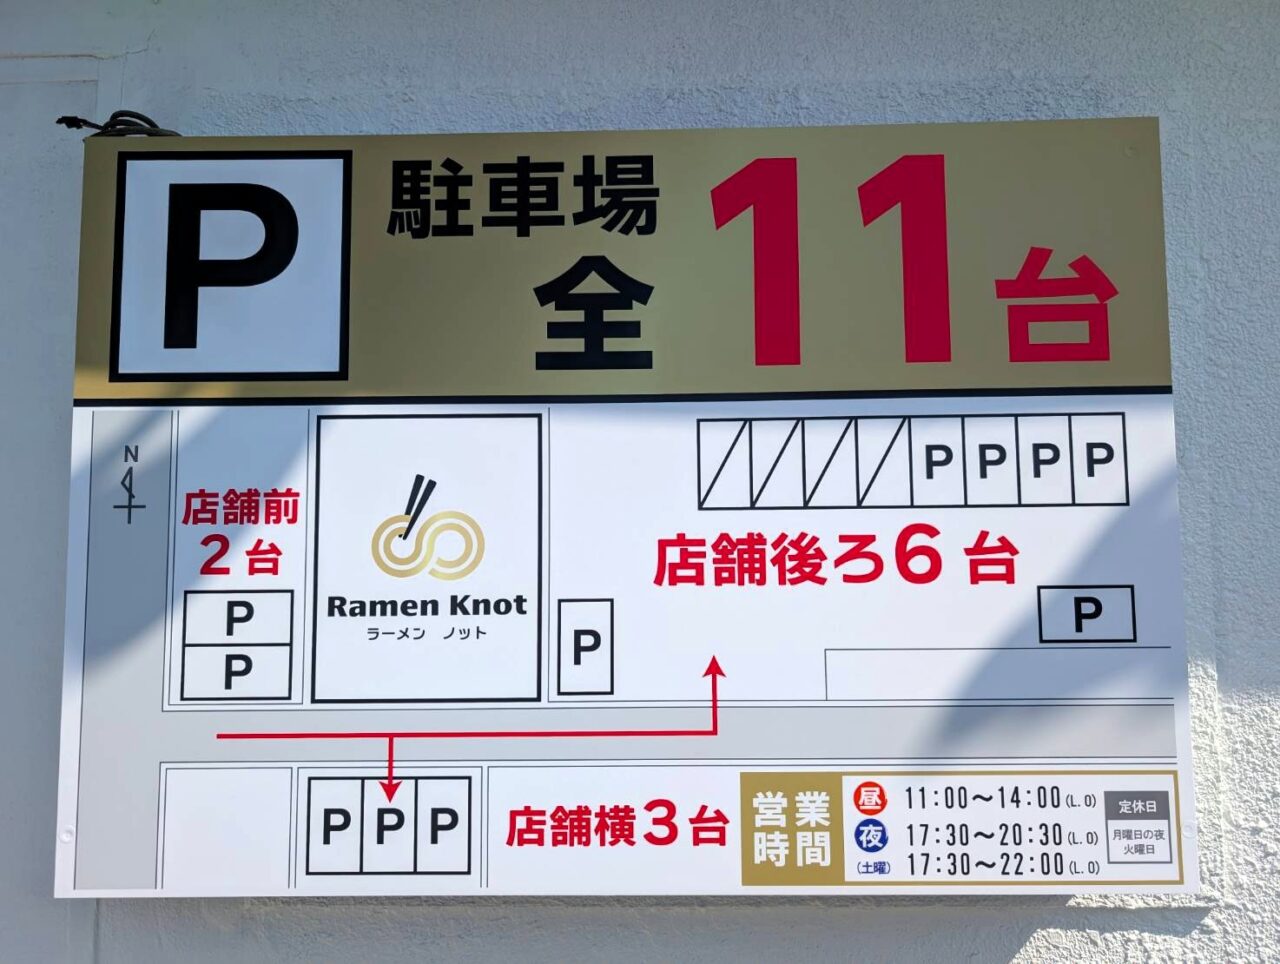 P
駐車場
全
11台
N
店舗前
2台
P
P
Ramen Knot
ラーメン ノット
P
P P P P
店舗後ろ6台
P
P P P
店舗横3台
営業
時間
昼 11:00～14:00(L.O)
夜 17:30～20:30(L.O)
(土曜) 17:30～22:00(L.O)
定休日
月曜日の夜
火曜日